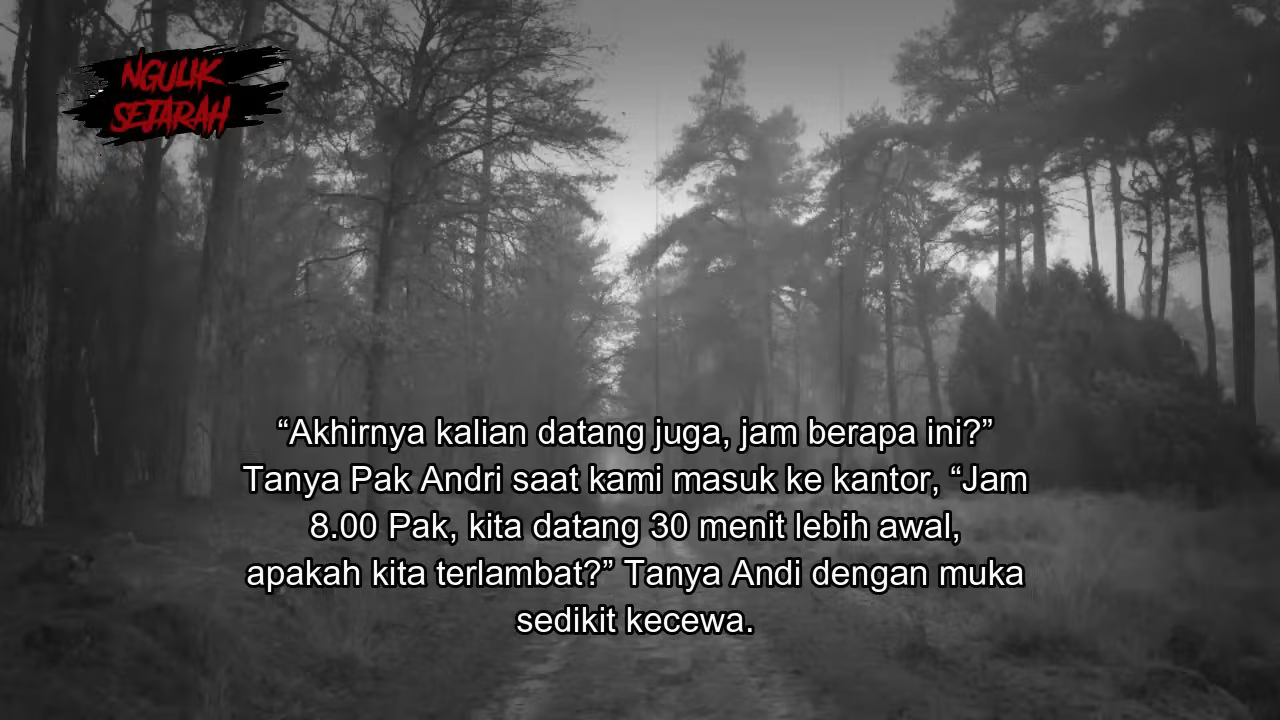 NGULIK
SEJARAH
“Akhirnya kalian datang juga, jam berapa ini?”
Tanya Pak Andri saat kami masuk ke kantor, “Jam
8.00 Pak, kita datang 30 menit lebih awal,
apakah kita terlambat?” Tanya Andi dengan muka
sedikit kecewa.